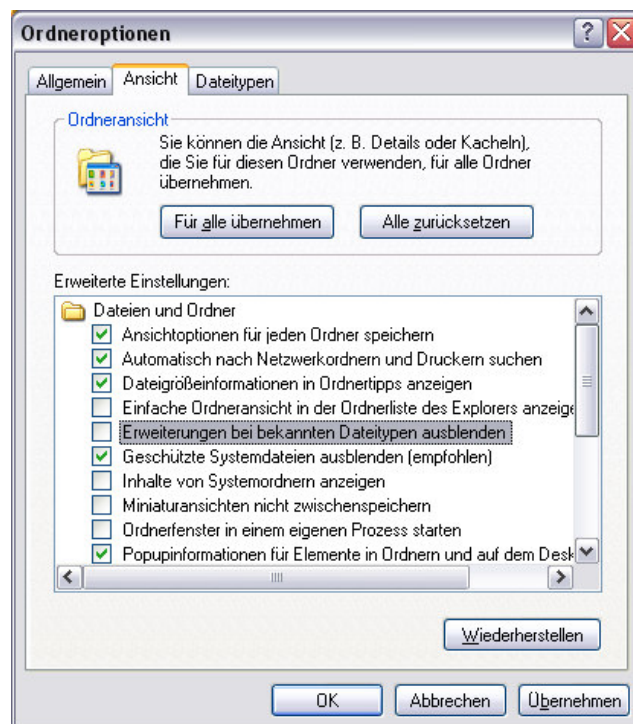 Ordneroptionen
Allgemein Ansicht Dateitypen
Ordneransicht
Sie können die Ansicht (z. B. Details oder Kacheln),
die Sie für diesen Ordner verwenden, für alle Ordner
übernehmen.
Für alle übernehmen Alle zurücksetzen
Erweiterte Einstellungen:
Dateien und Ordner
Ansichtoptionen für jeden Ordner speichern
Automatisch nach Netzwerkordnern und Druckern suchen
Dateigrößeinformationen in Ordnertipps anzeigen
Einfache Ordneransicht in der Ordnerliste des Explorers anzeige
Erweiterungen bei bekannten Dateitypen ausblenden
Geschützte Systemdateien ausblenden (empfohlen)
Inhalte von Systemordnern anzeigen
Miniaturansichten nicht zwischenspeichern
Ordnerfenster in einem eigenen Prozess starten
Popupinformationen für Elemente in Ordnern und auf dem Desk
Wiederherstellen
OK Abbrechen Übernehmen